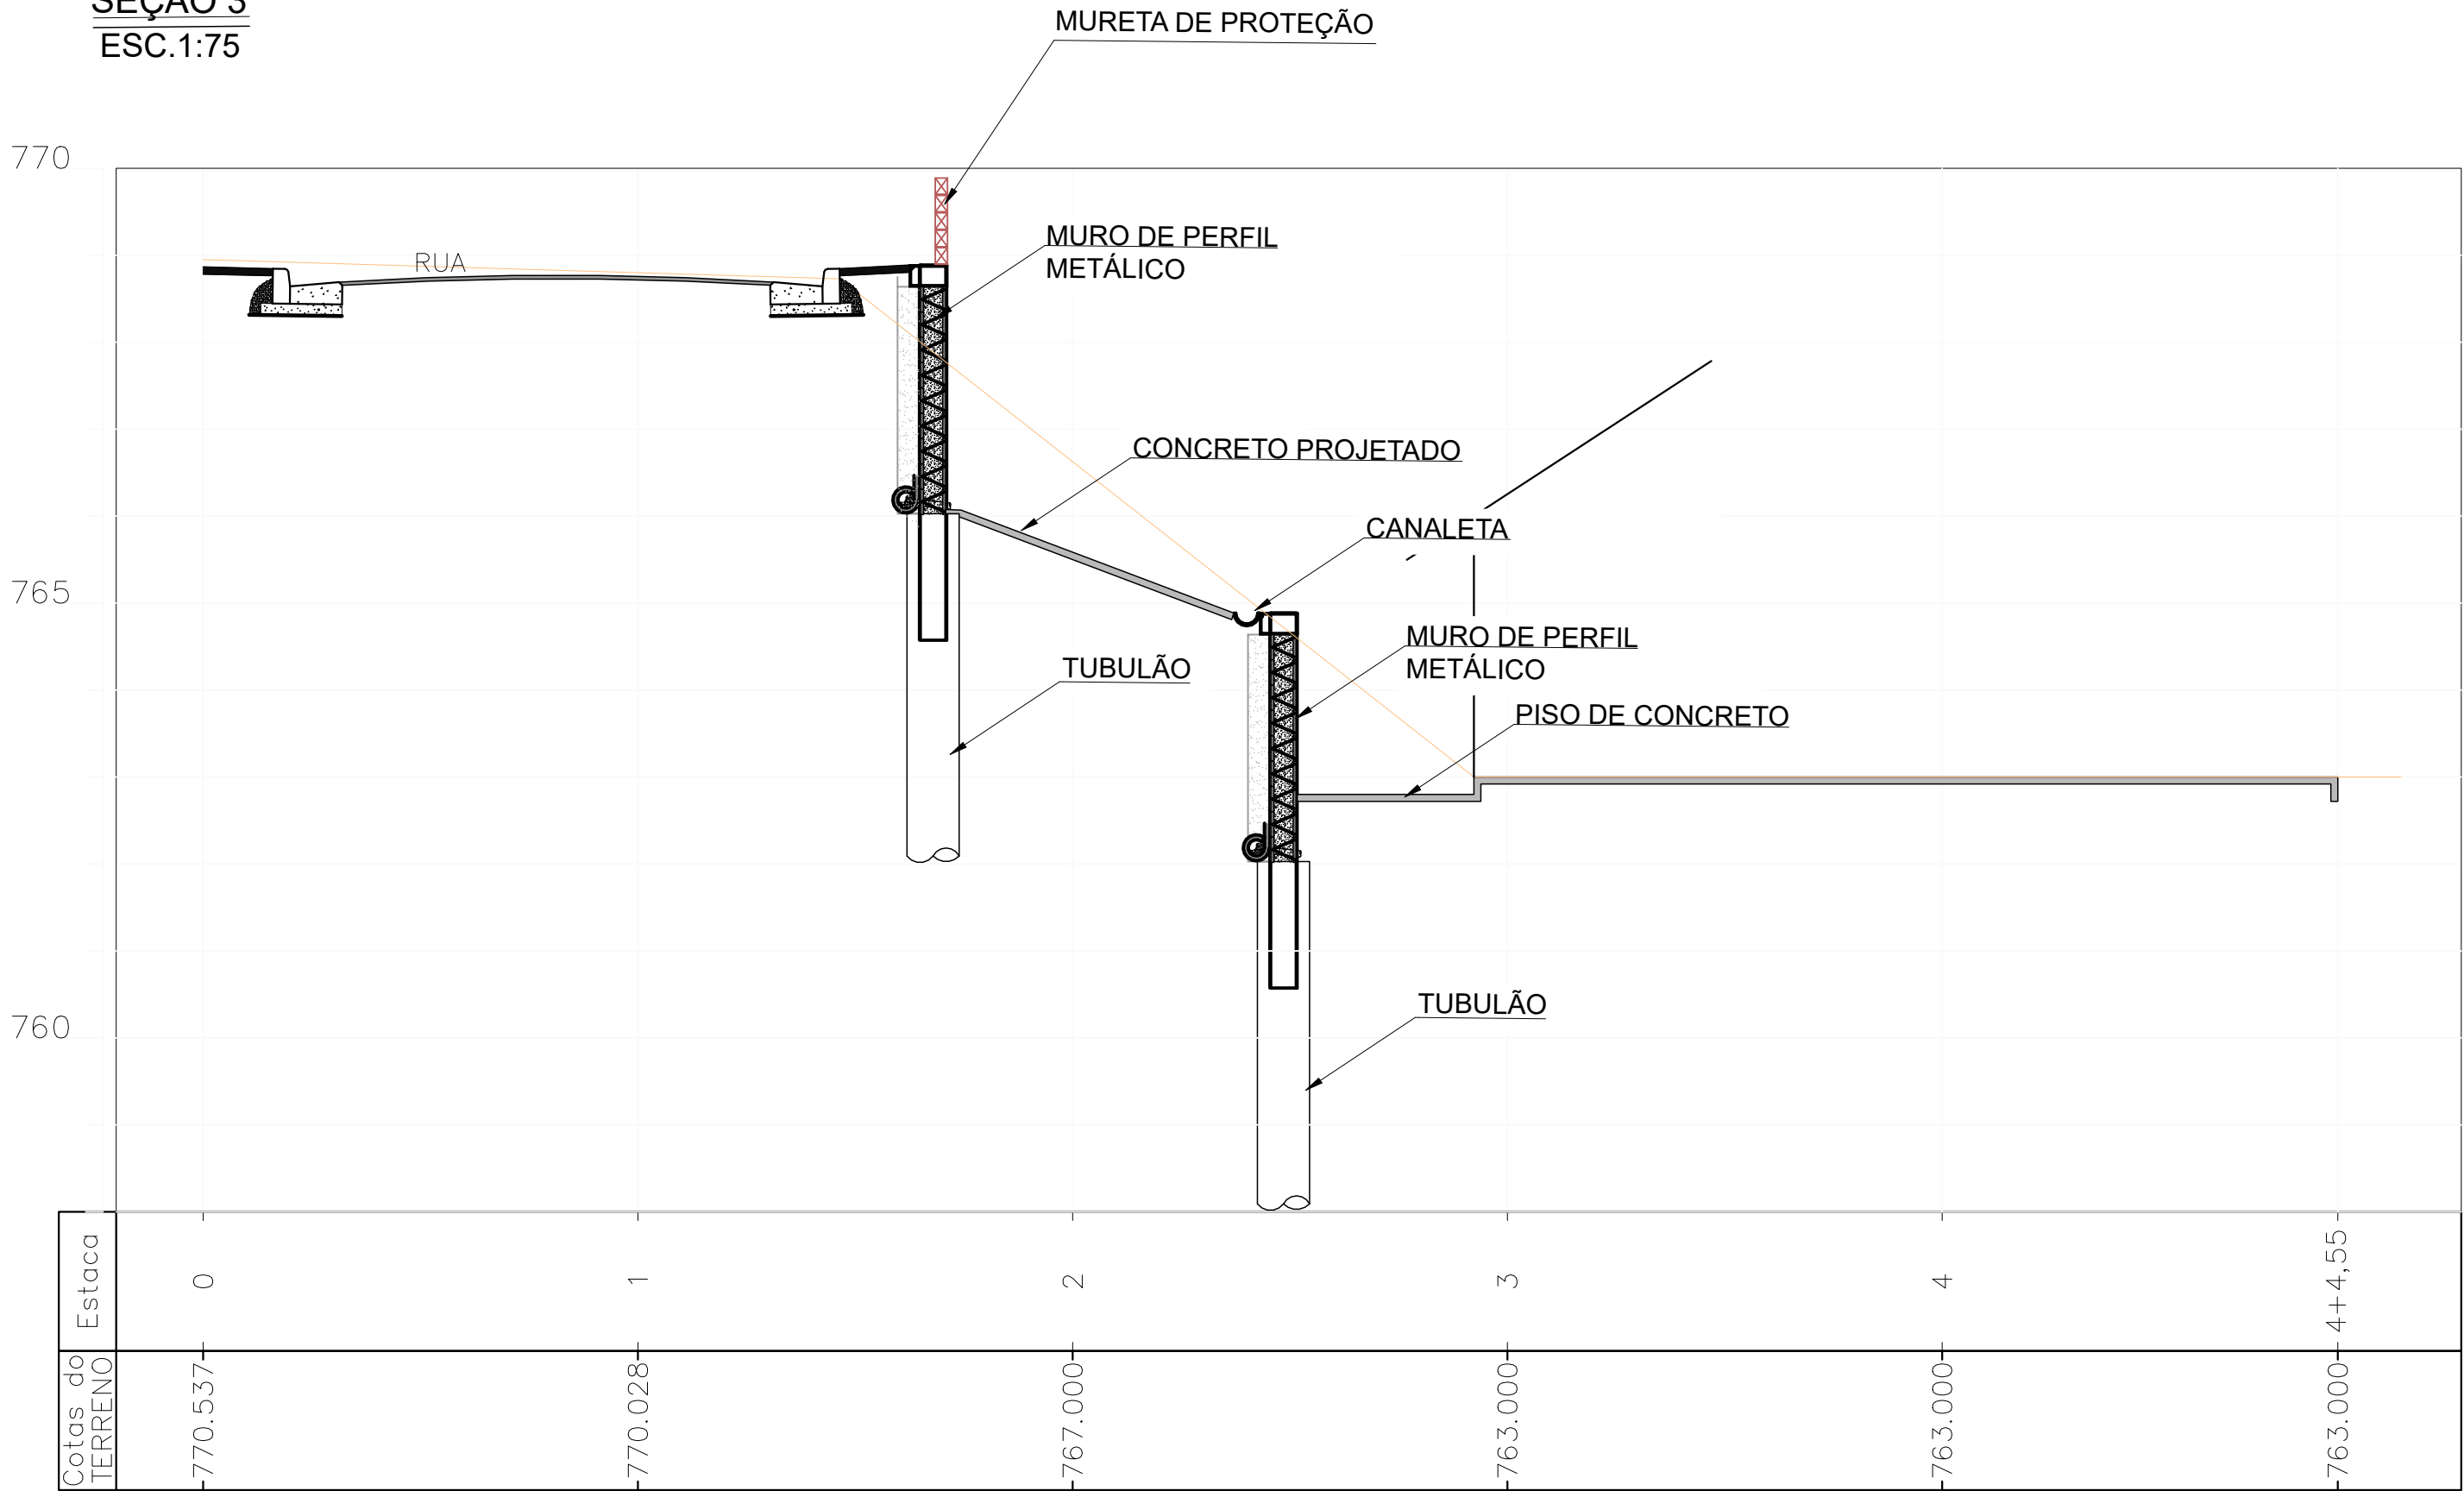 SEÇÃO 3
ESC.1:75
MURETA DE PROTEÇÃO
770
MURO DE PERFIL
METÁLICO
RUA
CONCRETO PROJETADO
CANALETA
765
MURO DE PERFIL
METÁLICO
TUBULÃO
PISO DE CONCRETO
TUBULÃO
760
Estaca
0
1
2
3
4
4+4,55
Cotas do
TERRENO
770.537
770.028
767.000
763.000
763.000
763.000